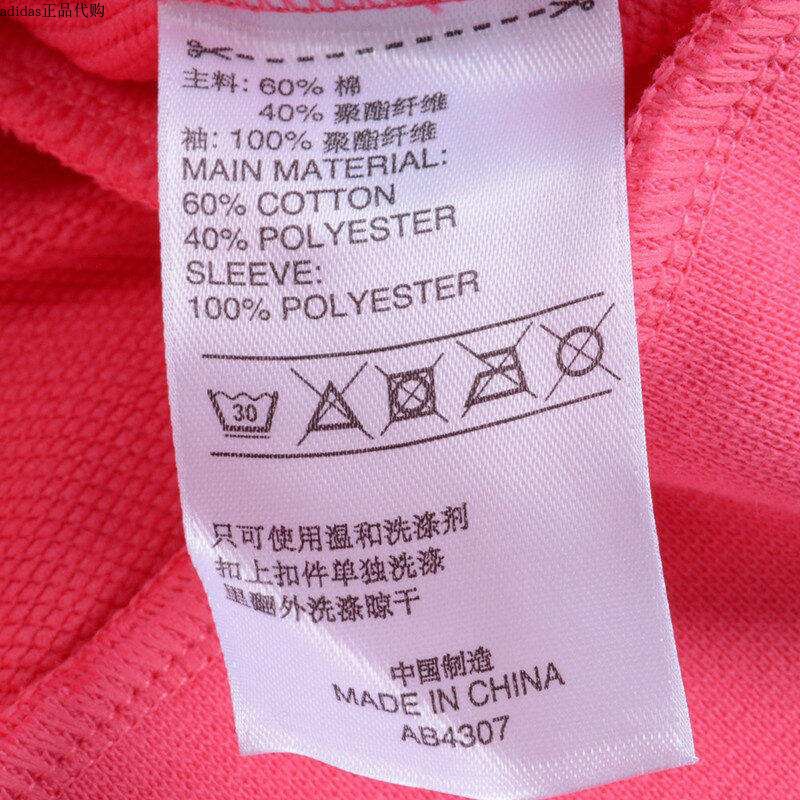 adidas正品代购
主料: 60% 棉
40% 聚酯纤维
袖: 100% 聚酯纤维
MAIN MATERIAL:
60% COTTON
40% POLYESTER
SLEEVE:
100% POLYESTER
30
只可使用温和洗涤剂
扣上扣件单独洗涤
里翻外洗涤晾干
中国制造
MADE IN CHINA
AB4307